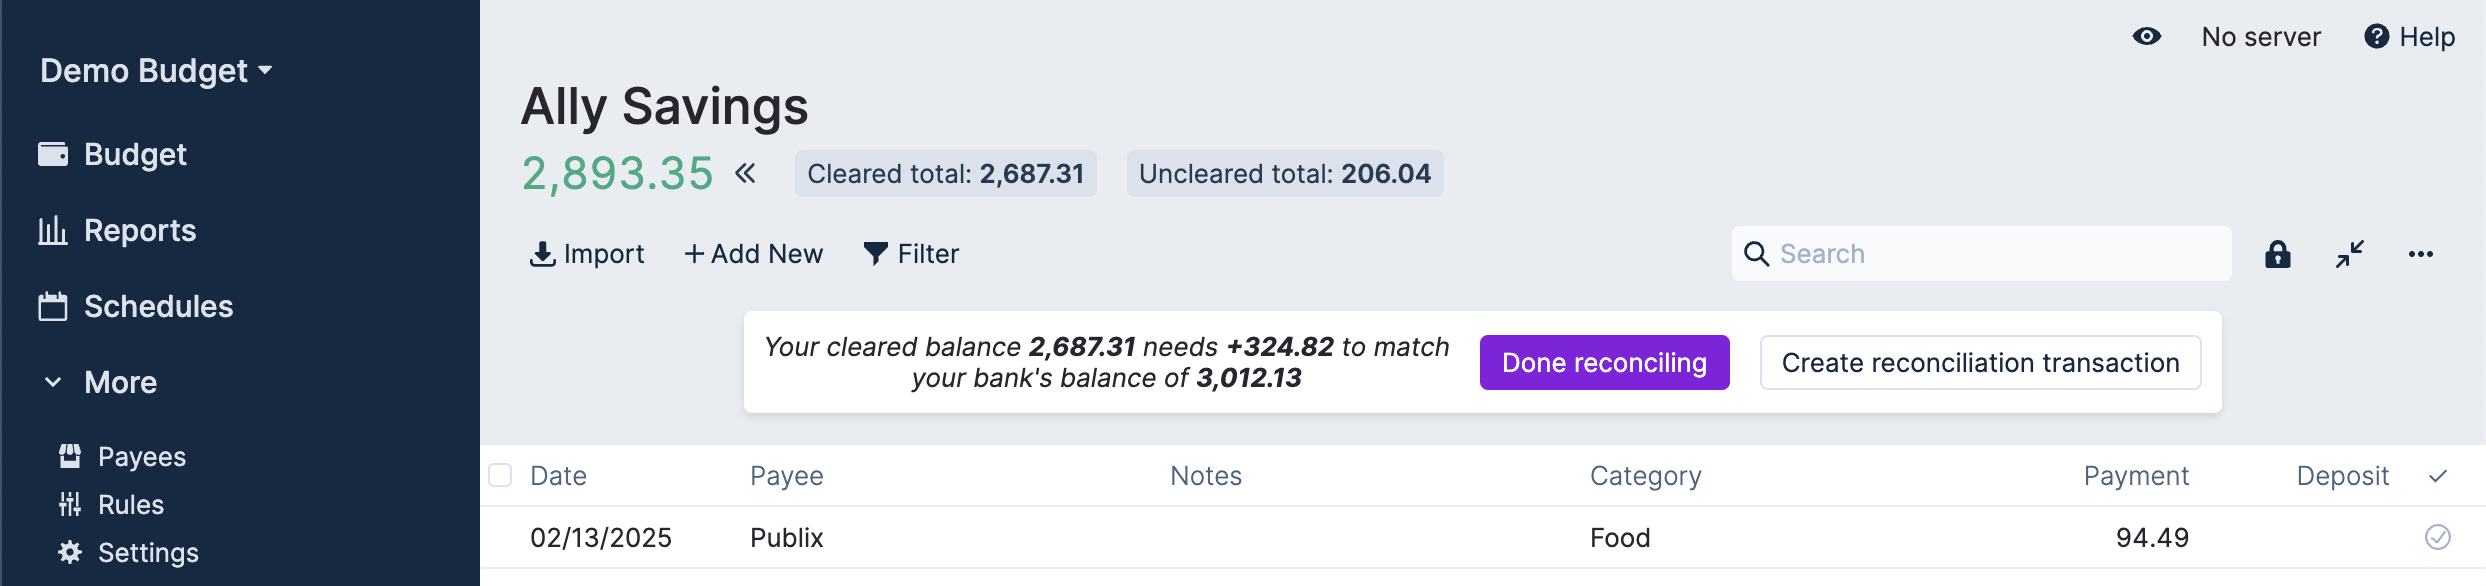 Demo Budget
Budget
Reports
Schedules
More
Payees
Rules
Settings
No server
Help
Ally Savings
2,893.35 Cleared total: 2,687.31 Uncleared total: 206.04
Import + Add New Filter Search
Your cleared balance 2,687.31 needs +324.82 to match
your bank's balance of 3,012.13
Done reconciling
Create reconciliation transaction
Date Payee Notes Category Payment Deposit
02/13/2025 Publix Food 94.49